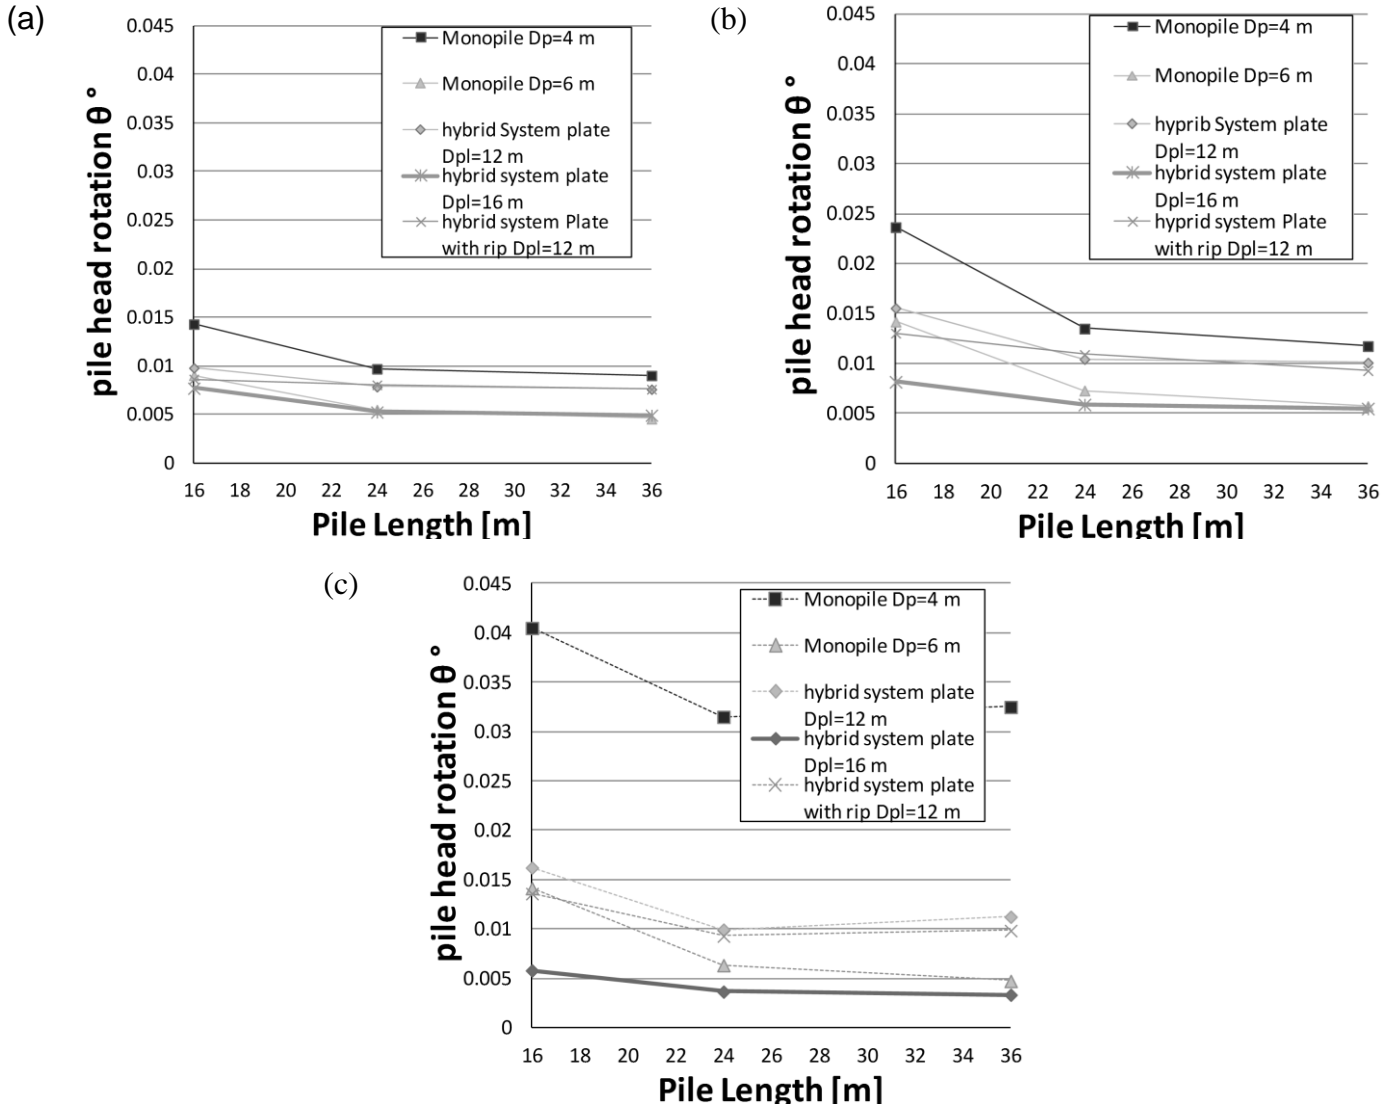 (a)
pile head rotation θ°
0.045
0.04
0.035
0.03
0.025
0.02
0.015
0.01
0.005
0
Monopile Dp=4 m
Monopile Dp=6 m
hybrid System plate
Dpl=12 m
hybrid system plate
Dpl=16 m
hybrid system Plate
with rip Dpl=12 m
16 18 20 22 24 26 28 30 32 34 36
Pile Length [m]
(b)
pile head rotation θ°
0.045
0.04
0.035
0.03
0.025
0.02
0.015
0.01
0.005
0
Monopile Dp=4 m
Monopile Dp=6 m
hyprib System plate
Dpl=12 m
hybrid system plate
Dpl=16 m
hyprid system Plate
with rip Dpl=12 m
16 18 20 22 24 26 28 30 32 34 36
Pile Length [m]
(c)
pile head rotation θ°
0.045
0.04
0.035
0.03
0.025
0.02
0.015
0.01
0.005
0
Monopile Dp=4 m
Monopile Dp=6 m
hybrid system plate
Dpl=12 m
hybrid system plate
Dpl=16 m
hybrid system plate
with rip Dpl=12 m
16 18 20 22 24 26 28 30 32 34 36
Pile Length [m]